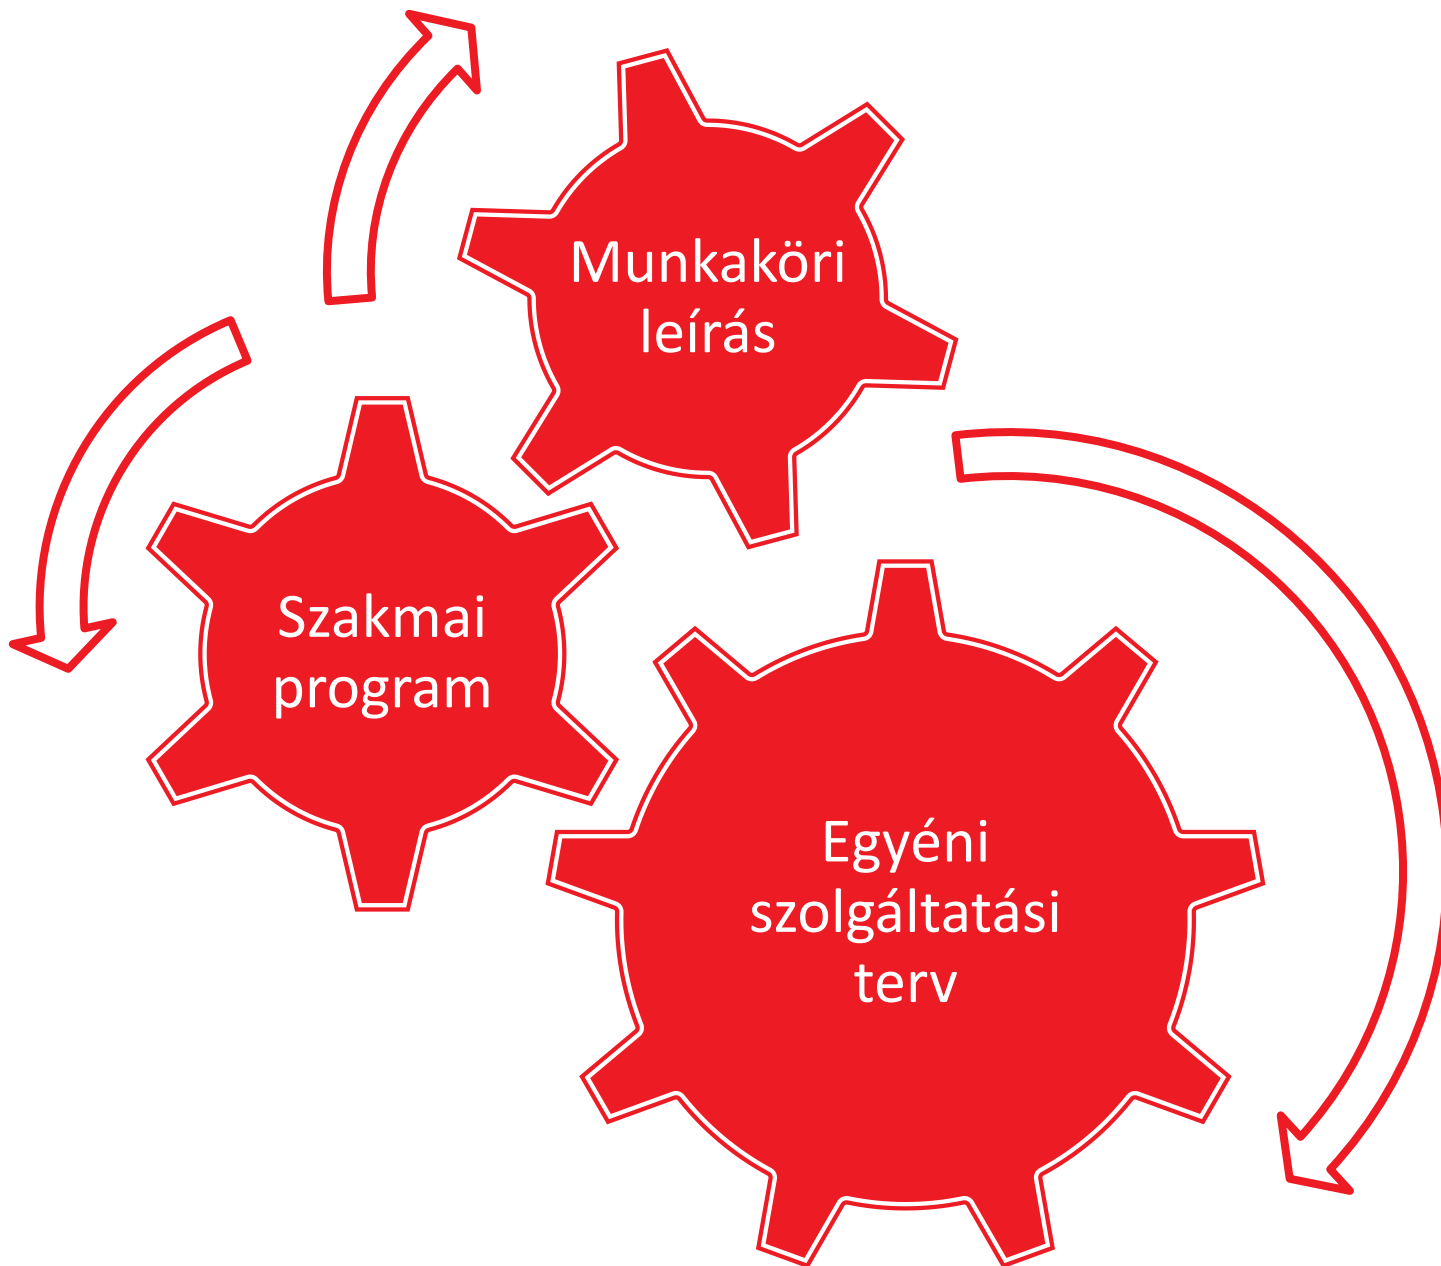 Munkaköri
leírás
Szakmai
program
Egyéni
szolgáltatási
terv